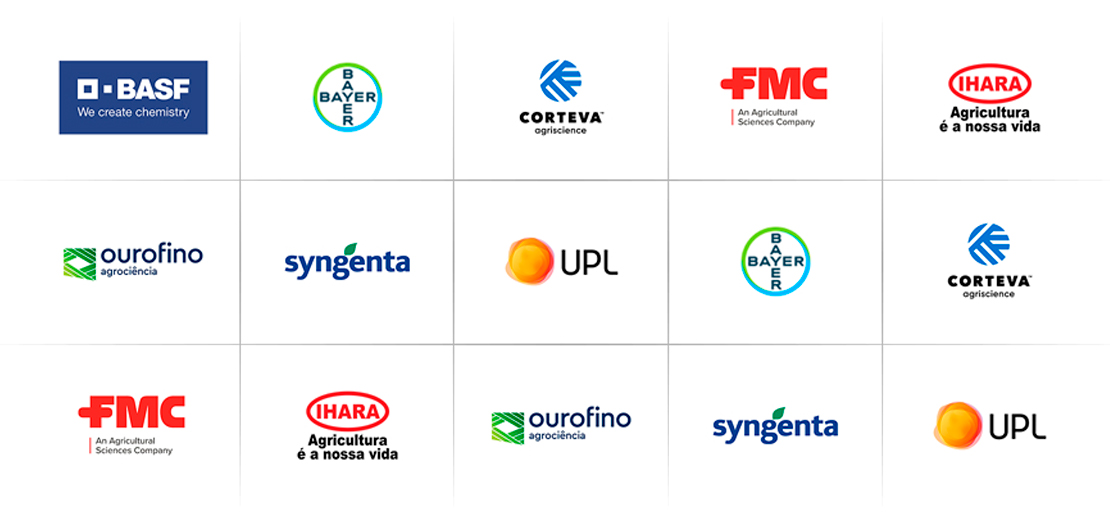 BASF
We create chemistry
BAYER
BAYER
CORTEVA™
agriscience
FMC
An Agricultural
Sciences Company
IHARA
Agricultura
é a nossa vida
ourofino
agrociência
syngenta
UPL
BAYER
BAYER
CORTEVA™
agriscience
FMC
An Agricultural
Sciences Company
IHARA
Agricultura
é a nossa vida
ourofino
agrociência
syngenta
UPL